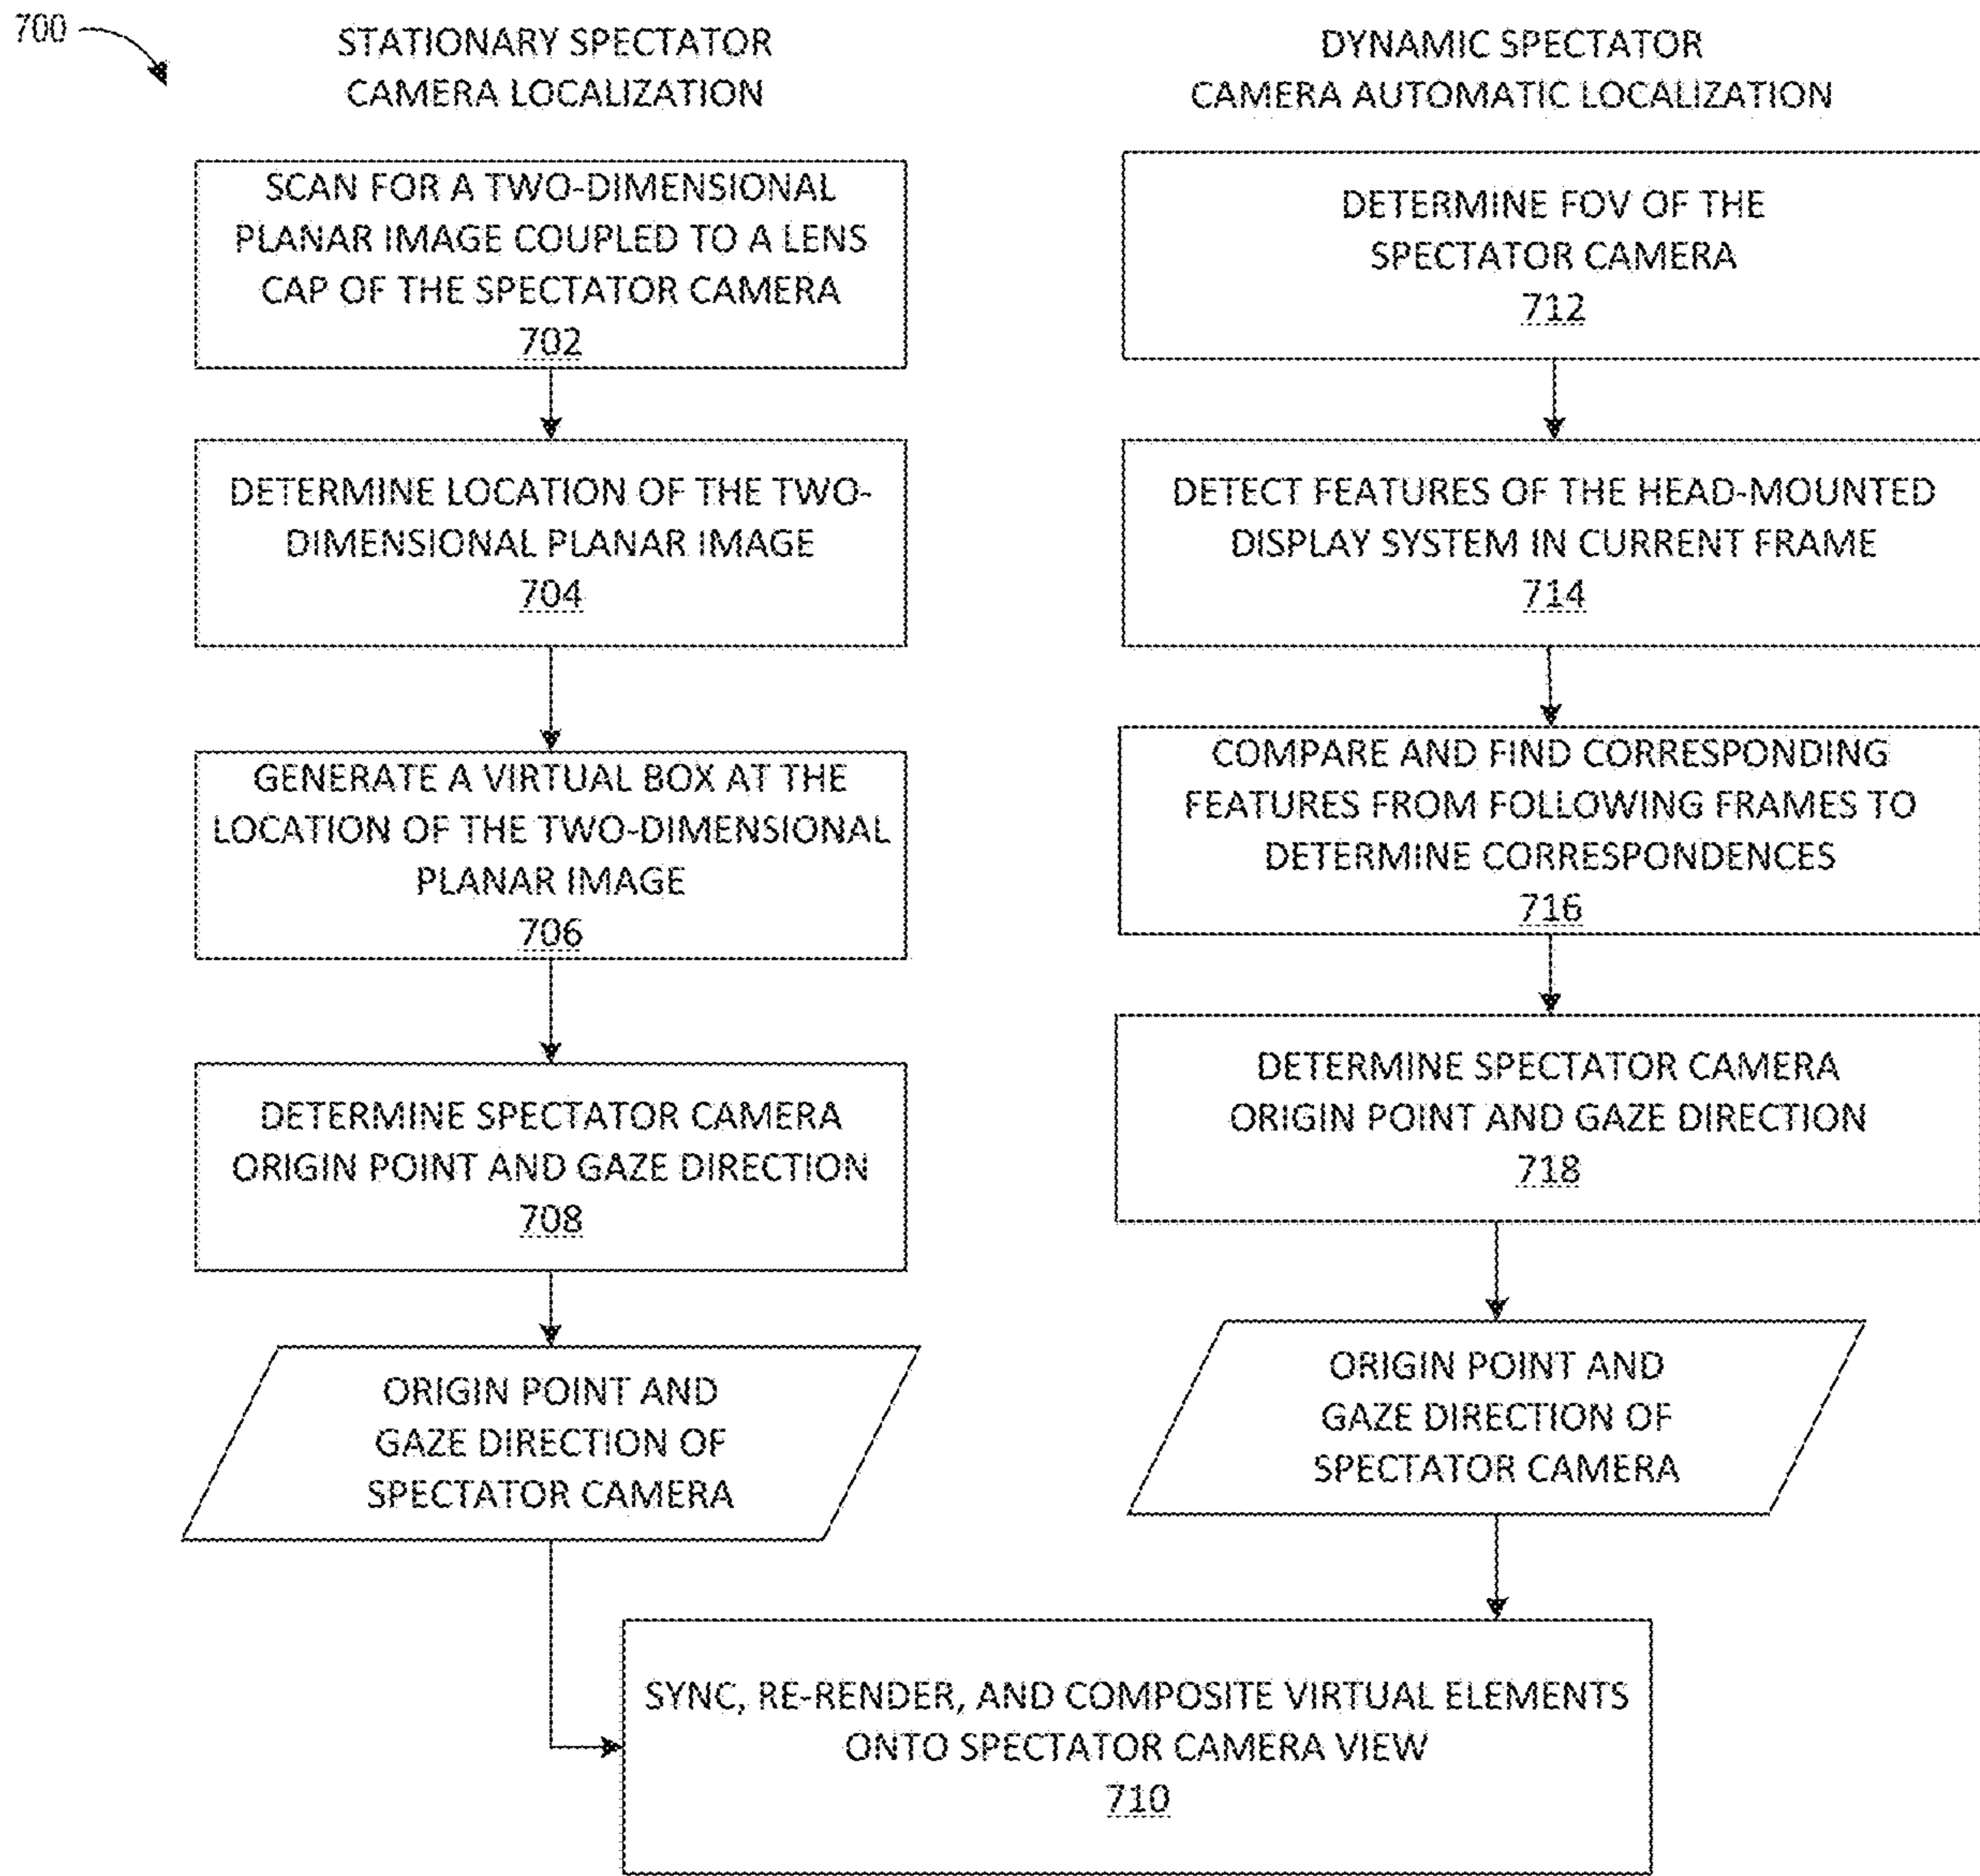 700
STATIONARY SPECTATOR
CAMERA LOCALIZATION
SCAN FOR A TWO-DIMENSIONAL
PLANAR IMAGE COUPLED TO A LENS
CAP OF THE SPECTATOR CAMERA
702
DETERMINE LOCATION OF THE TWO-
DIMENSIONAL PLANAR IMAGE
704
GENERATE A VIRTUAL BOX AT THE
LOCATION OF THE TWO-DIMENSIONAL
PLANAR IMAGE
706
DETERMINE SPECTATOR CAMERA
ORIGIN POINT AND GAZE DIRECTION
708
ORIGIN POINT AND
GAZE DIRECTION OF
SPECTATOR CAMERA
DYNAMIC SPECTATOR
CAMERA AUTOMATIC LOCALIZATION
DETERMINE FOV OF THE
SPECTATOR CAMERA
712
DETECT FEATURES OF THE HEAD-MOUNTED
DISPLAY SYSTEM IN CURRENT FRAME
714
COMPARE AND FIND CORRESPONDING
FEATURES FROM FOLLOWING FRAMES TO
DETERMINE CORRESPONDENCES
716
DETERMINE SPECTATOR CAMERA
ORIGIN POINT AND GAZE DIRECTION
718
ORIGIN POINT AND
GAZE DIRECTION OF
SPECTATOR CAMERA
SYNC, RE-RENDER, AND COMPOSITE VIRTUAL ELEMENTS
ONTO SPECTATOR CAMERA VIEW
710